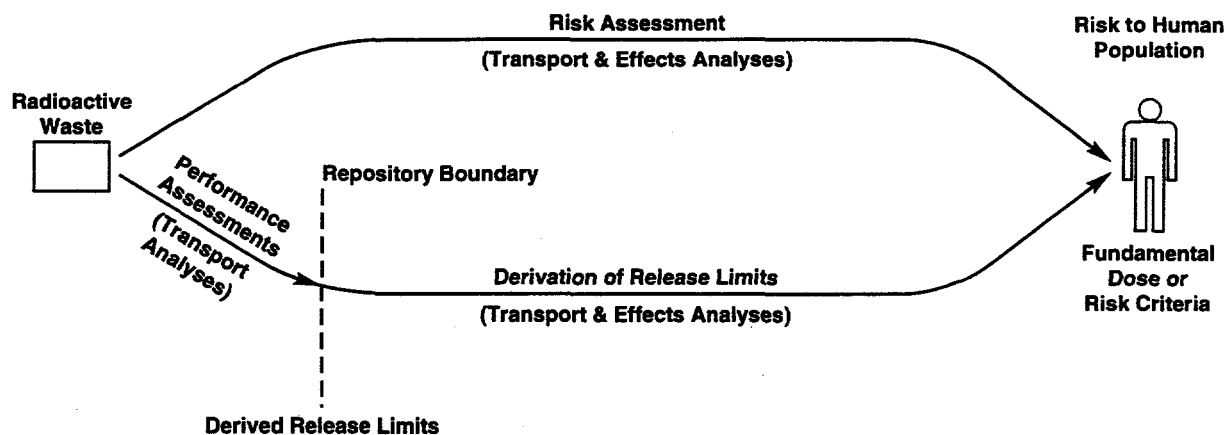 Risk Assessment
(Transport & Effects Analyses)
Risk to Human
Population
Radioactive
Waste
Performance
Assessments
(Transport
Analyses)
Repository Boundary
Derivation of Release Limits
(Transport & Effects Analyses)
Fundamental
Dose or
Risk Criteria
Derived Release Limits